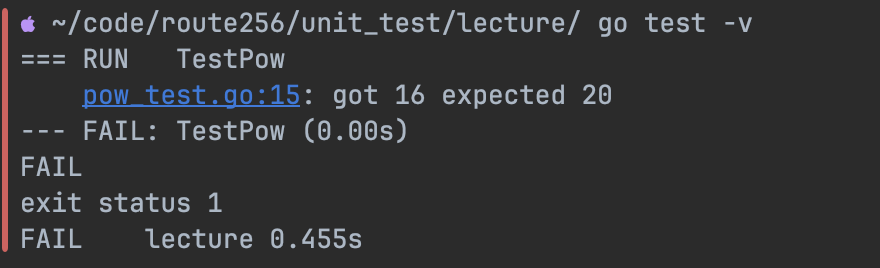 ~/code/route256/unit_test/lecture/ go test -v
=== RUN   TestPow
    pow_test.go:15: got 16 expected 20
--- FAIL: TestPow (0.00s)
FAIL
exit status 1
FAIL    lecture 0.455s